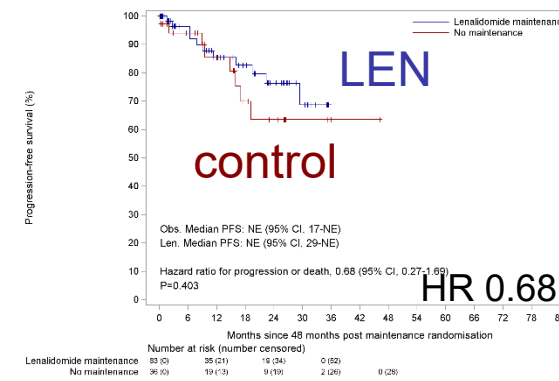 100
90
80
70
60
50
40
30
20
10
0
Progression-free survival (%)
Lenalidomide maintenance
No maintenance
LEN
control
Obs. Median PFS: NE (95% CI, 17-NE)
Len. Median PFS: NE (95% CI, 29-NE)
Hazard ratio for progression or death, 0.68 (95% CI, 0.27-1.69)
P=0.403
HR 0.68
0 6 12 18 24 30 36 42 48 54 60 66 72 78
Months since 48 months post maintenance randomisation
Number at risk (number censored)
Lenalidomide maintenance 83 (0) 35 (21) 19 (34) 0 (52)
No maintenance 36 (0) 19 (13) 9 (19) 2 (26) 0 (28)